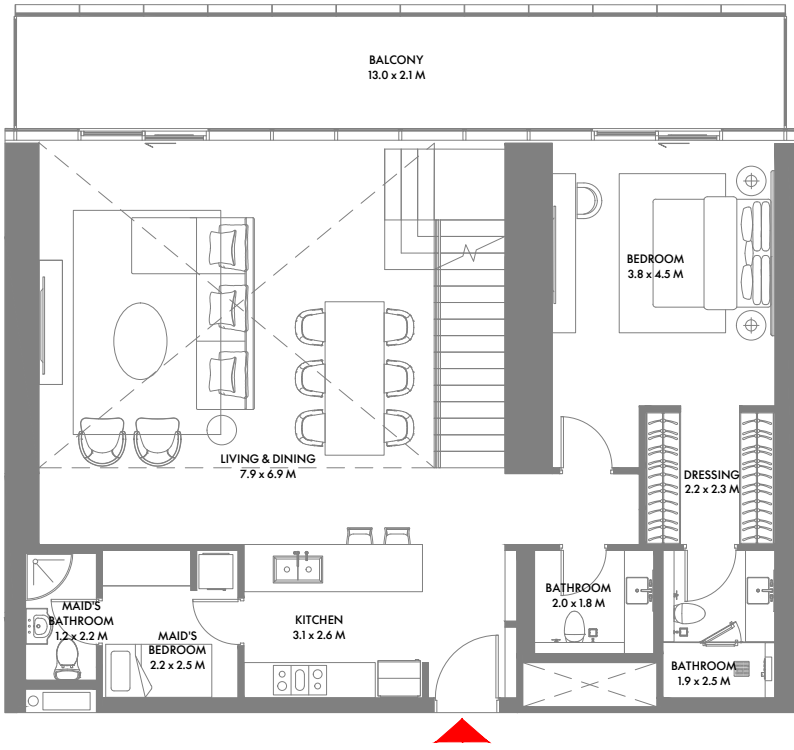 BALCONY
13.0 x 2.1 M
BEDROOM
3.8 x 4.5 M
LIVING & DINING
7.9 x 6.9 M
DRESSING
2.2 x 2.3 M
MAID'S
BATHROOM
1.2 x 2.2 M
MAID'S
BEDROOM
2.2 x 2.5 M
KITCHEN
3.1 x 2.6 M
BATHROOM
2.0 x 1.8 M
BATHROOM
1.9 x 2.5 M